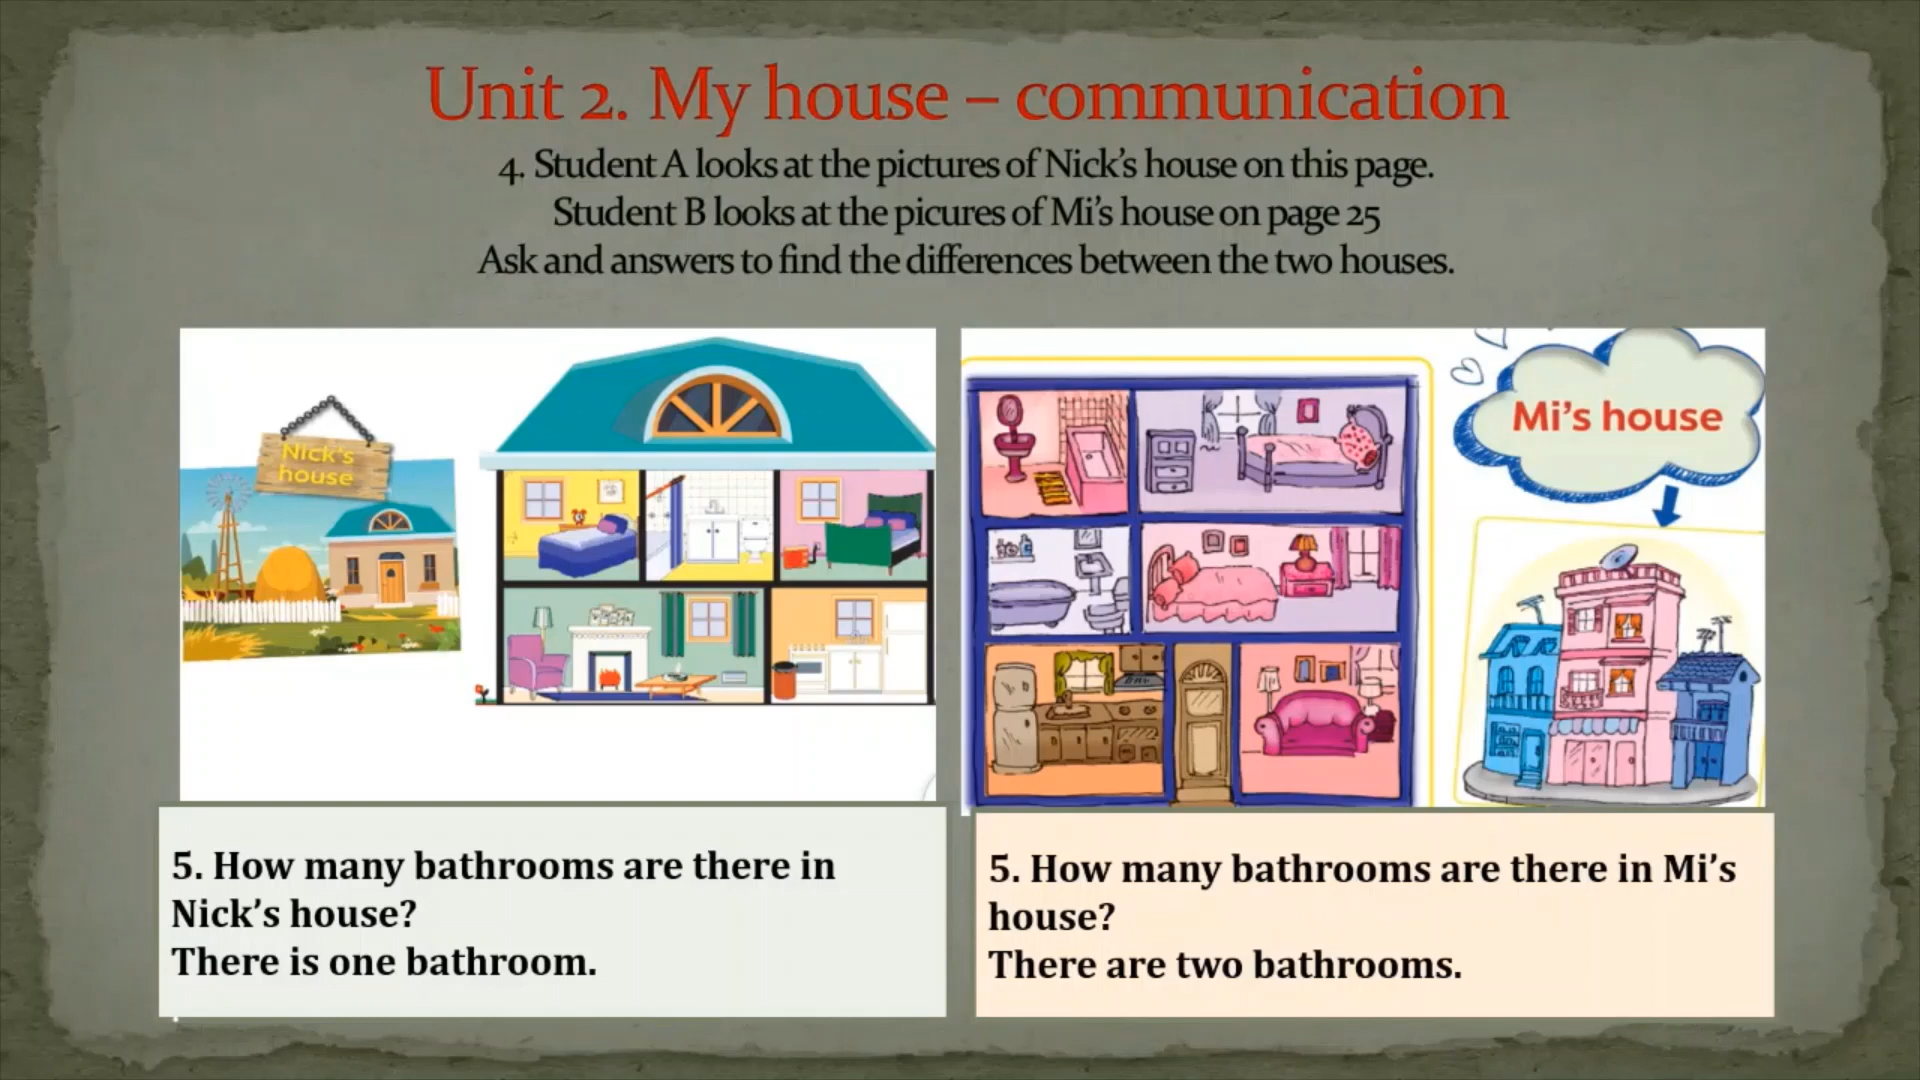 Unit 2. My house – communication
4. Student A looks at the pictures of Nick's house on this page.
Student B looks at the picures of Mi's house on page 25
Ask and answers to find the differences between the two houses.
Nick's
house
Mi's house
5. How many bathrooms are there in
Nick's house?
There is one bathroom.
5. How many bathrooms are there in Mi's
house?
There are two bathrooms.